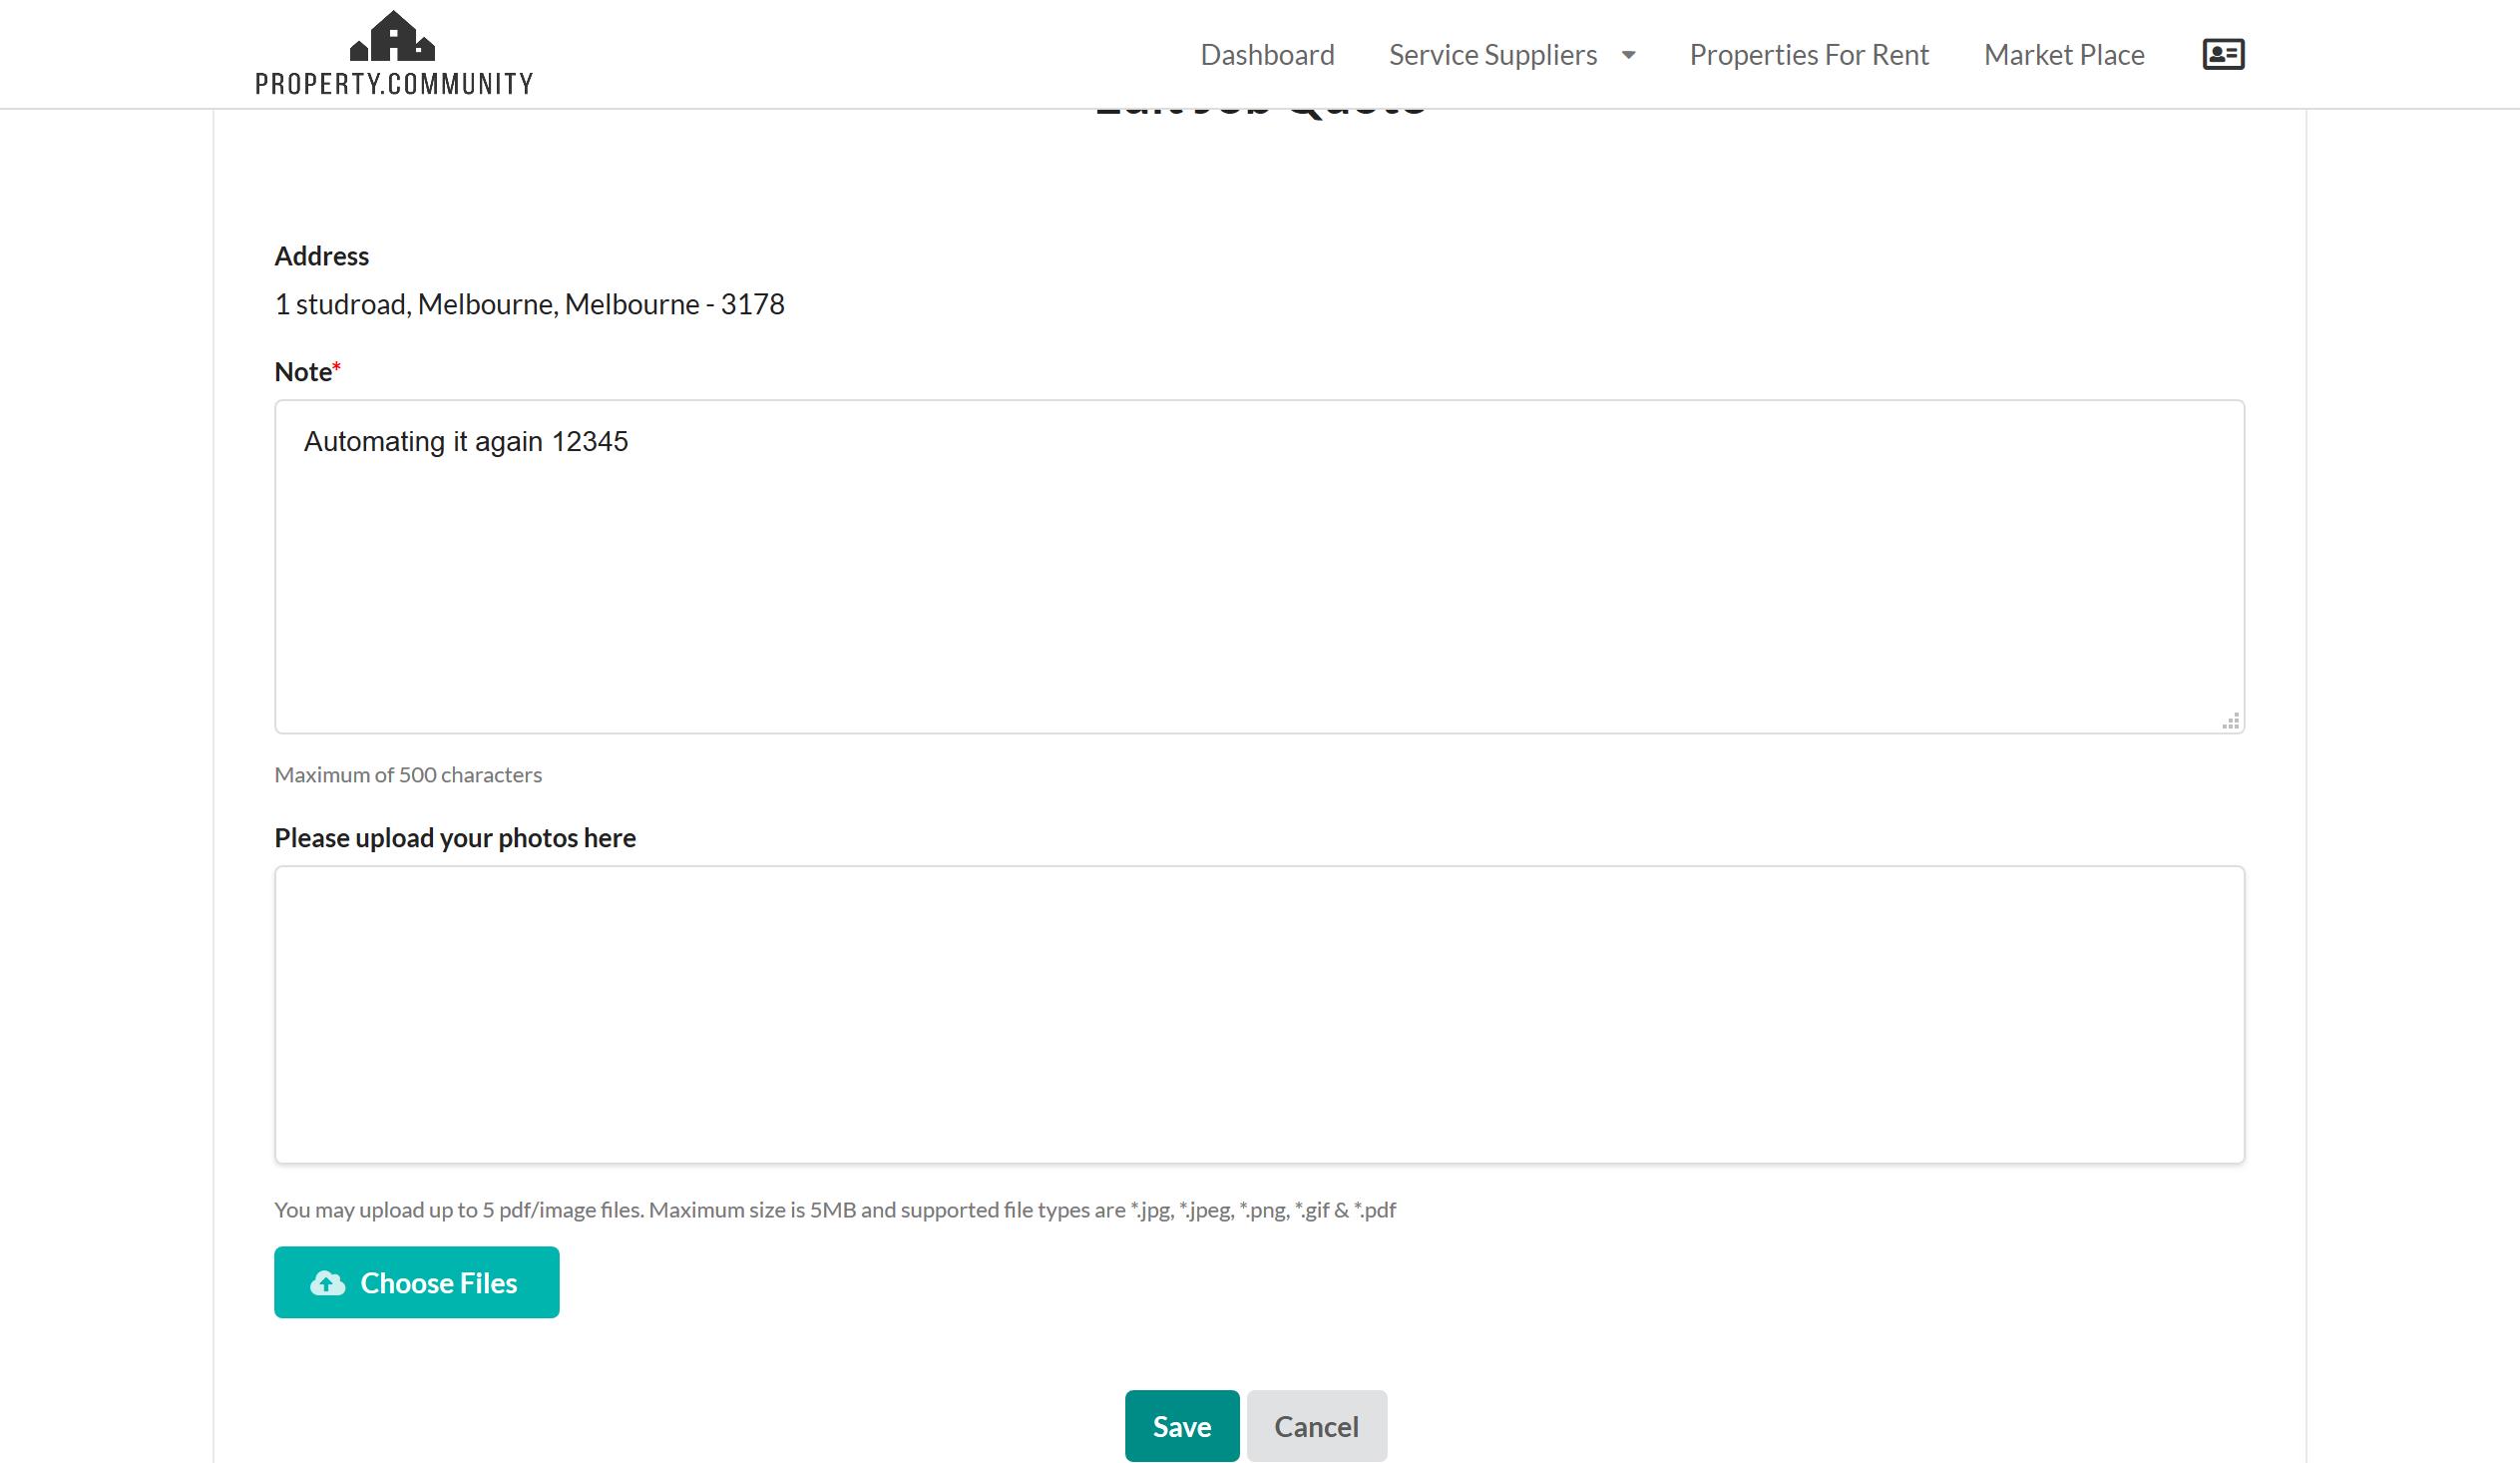 PROPERTY.COMMUNITY
Dashboard Service Suppliers Properties For Rent Market Place
Edit Job Quote
Address
1 studroad, Melbourne, Melbourne - 3178
Note*
Automating it again 12345
Maximum of 500 characters
Please upload your photos here
You may upload up to 5 pdf/image files. Maximum size is 5MB and supported file types are *.jpg, *.jpeg, *.png, *.gif & *.pdf
Choose Files
Save Cancel